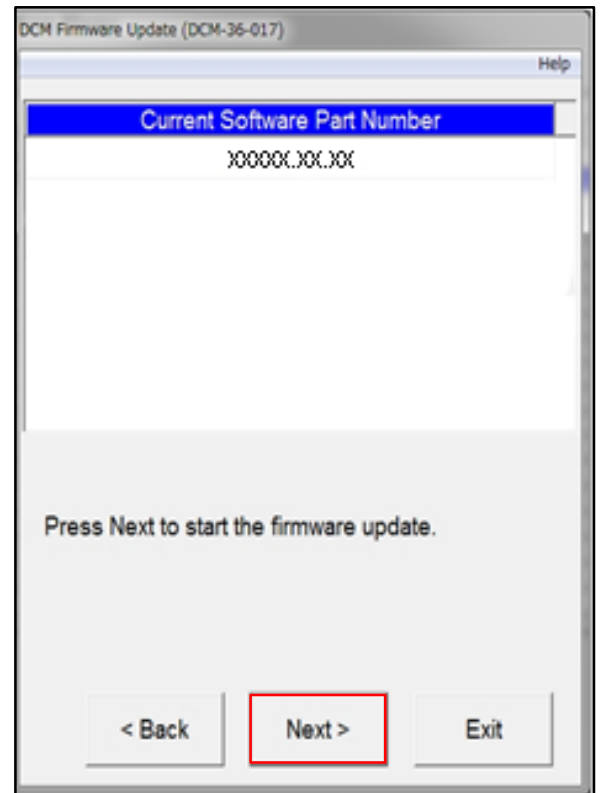 DCM Firmware Update (DCM-36-017)
Help
Current Software Part Number
XXXXX.XX.XX
Press Next to start the firmware update.
< Back
Next >
Exit